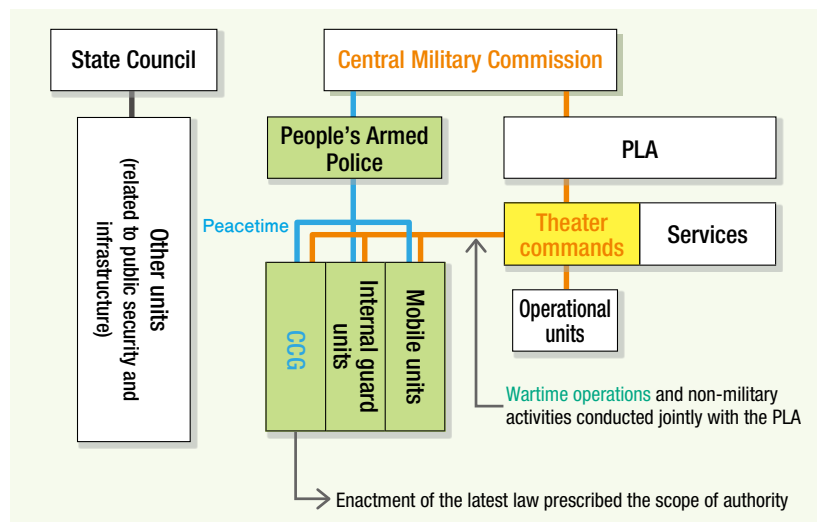 State Council
Central Military Commission
People's Armed
Police
PLA
Other units
(related to public security and
infrastructure)
Peacetime
Theater
commands
Services
CCG
Internal guard
units
Mobile units
Operational
units
Wartime operations and non-military
activities conducted jointly with the PLA
Enactment of the latest law prescribed the scope of authority